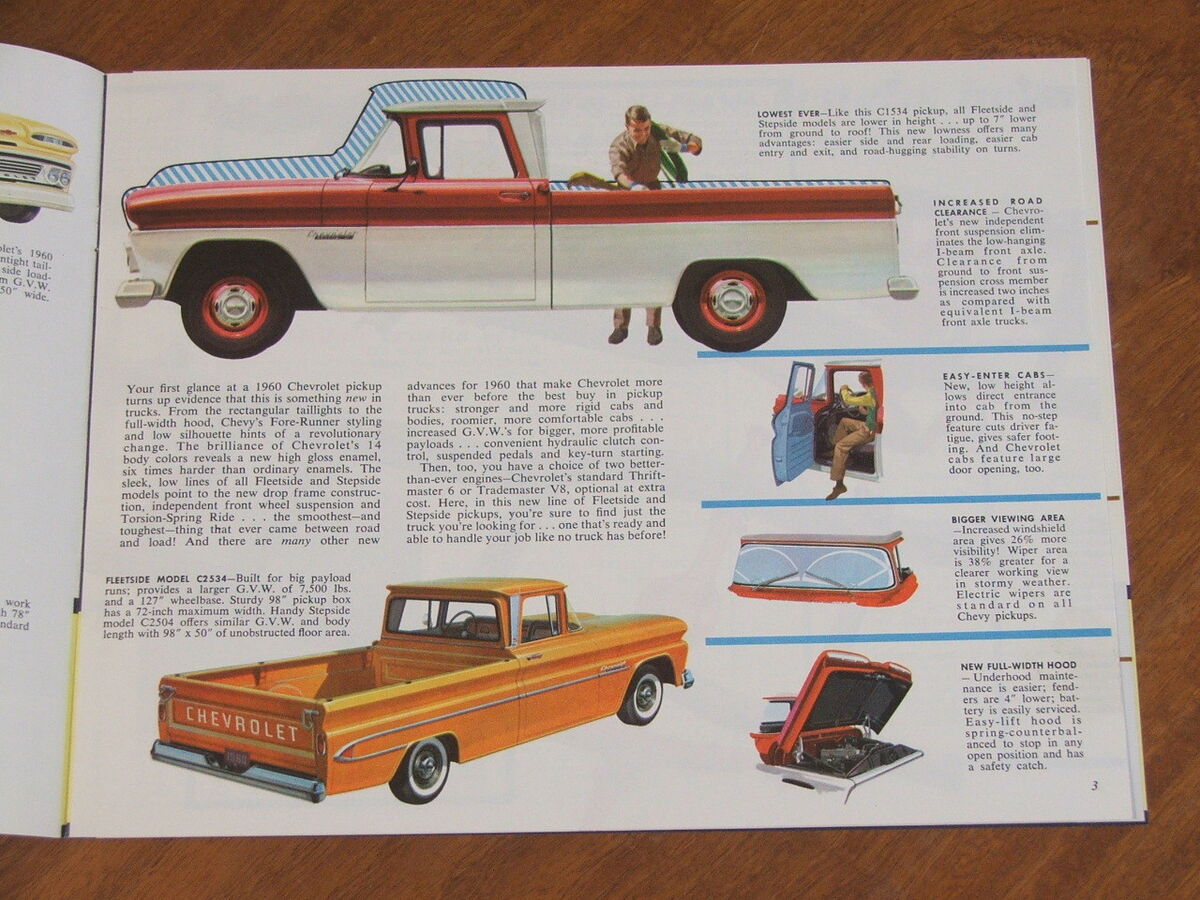 olet's 1960
ntight tail-
side load-
m G.V.W.
50" wide.
work
h 78"
ndard
Chevrolet
LOWEST EVER—Like this C1534 pickup, all Fleetside and
Stepside models are lower in height . . . up to 7" lower
from ground to roof! This new lowness offers many
advantages: easier side and rear loading, easier cab
entry and exit, and road-hugging stability on turns.
INCREASED ROAD
CLEARANCE — Chevro-
let's new independent
front suspension elim-
inates the low-hanging
I-beam front axle.
Clearance from
ground to front sus-
pension cross member
is increased two inches
as compared with
equivalent I-beam
front axle trucks.
Your first glance at a 1960 Chevrolet pickup
turns up evidence that this is something new in
trucks. From the rectangular taillights to the
full-width hood, Chevy's Fore-Runner styling
and low silhouette hints of a revolutionary
change. The brilliance of Chevrolet's 14
body colors reveals a new high gloss enamel,
six times harder than ordinary enamels. The
sleek, low lines of all Fleetside and Stepside
models point to the new drop frame construc-
tion, independent front wheel suspension and
Torsion-Spring Ride . . . the smoothest—and
toughest—thing that ever came between road
and load! And there are many other new
advances for 1960 that make Chevrolet more
than ever before the best buy in pickup
trucks: stronger and more rigid cabs and
bodies, roomier, more comfortable cabs . . .
increased G.V.W.'s for bigger, more profitable
payloads . . . convenient hydraulic clutch con-
trol, suspended pedals and key-turn starting.
Then, too, you have a choice of two better-
than-ever engines—Chevrolet's standard Thrift-
master 6 or Trademaster V8, optional at extra
cost. Here, in this new line of Fleetside and
Stepside pickups, you're sure to find just the
truck you're looking for . . . one that's ready and
able to handle your job like no truck has before!
EASY-ENTER CABS—
New, low height al-
lows direct entrance
into cab from the
ground. This no-step
feature cuts driver fa-
tigue, gives safer foot-
ing. And Chevrolet
cabs feature large
door opening, too.
BIGGER VIEWING AREA
—Increased windshield
area gives 26% more
visibility! Wiper area
is 38% greater for a
clearer working view
in stormy weather.
Electric wipers are
standard on all
Chevy pickups.
FLEETSIDE MODEL C2534—Built for big payload
runs; provides a larger G.V.W. of 7,500 lbs.
and a 127" wheelbase. Sturdy 98" pickup box
has a 72-inch maximum width. Handy Stepside
model C2504 offers similar G.V.W. and body
length with 98" x 50" of unobstructed floor area.
CHEVROLET
1960
NEW FULL-WIDTH HOOD
— Underhood mainte-
nance is easier; fend-
ers are 4" lower; bat-
tery is easily serviced.
Easy-lift hood is
spring-counterbal-
anced to stop in any
open position and has
a safety catch.
3